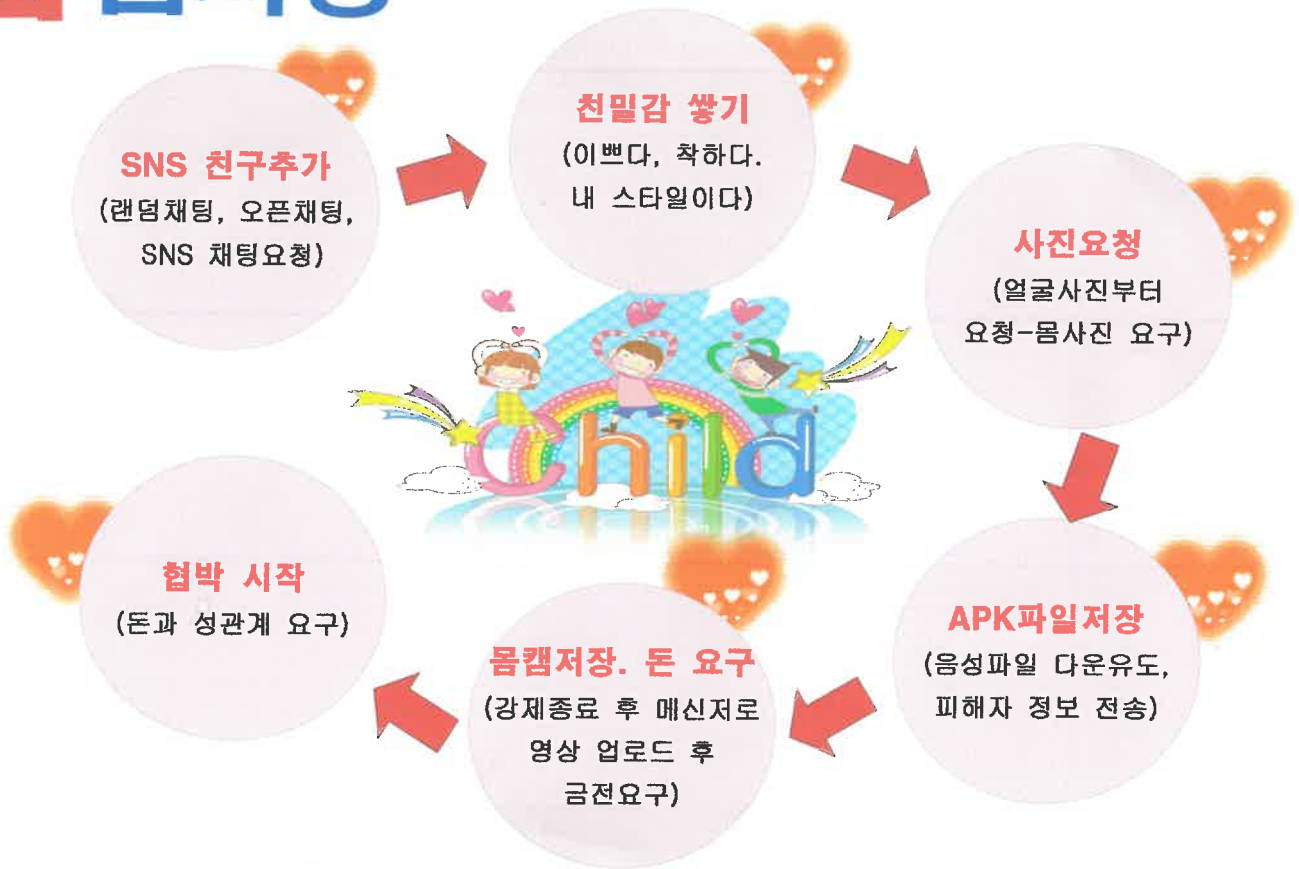 SNS 친구추가
(랜덤채팅, 오픈채팅,
SNS 채팅요청)
천밀감 쌓기
(이쁘다, 착하다.
내 스타일이다)
사진요청
(얼굴사진부터
요청-몸사진 요구)
APK파일저장
(음성파일 다운유도,
피해자 정보 전송)
몸캠저장. 돈 요구
(강제종료 후 메신저로
영상 업로드 후
금전요구)
협박 시작
(돈과 성관계 요구)
Child